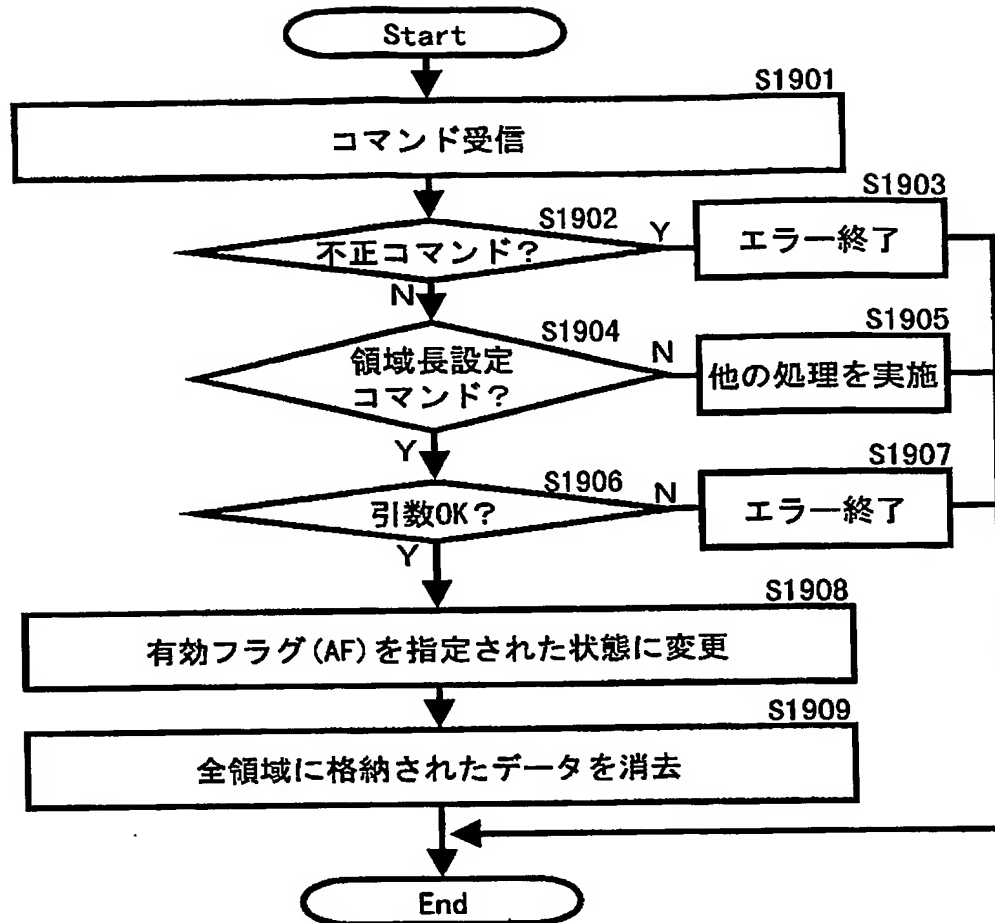 Start
S1901
コマンド受信
S1902
不正コマンド?
Y
S1903
エラー終了
N
S1904
領域長設定
コマンド?
N
S1905
他の処理を実施
Y
S1906
引数OK?
N
S1907
エラー終了
Y
S1908
有効フラグ(AF)を指定された状態に変更
S1909
全領域に格納されたデータを消去
End